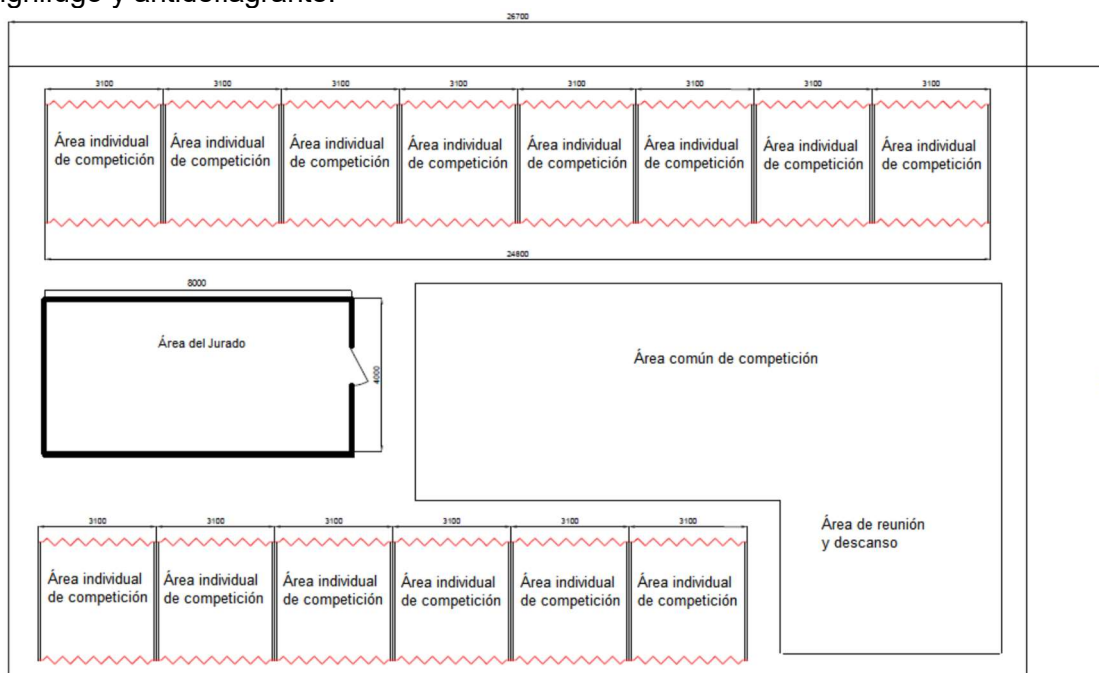 ignífugo y antideflagrante.
26700
3100 3100 3100 3100 3100 3100 3100 3100
Área individual
de competición
Área individual
de competición
Área individual
de competición
Área individual
de competición
Área individual
de competición
Área individual
de competición
Área individual
de competición
Área individual
de competición
24800
8000
Área del Jurado
4000
Área común de competición
Área de reunión
y descanso
3100 3100 3100 3100 3100 3100
Área individual
de competición
Área individual
de competición
Área individual
de competición
Área individual
de competición
Área individual
de competición
Área individual
de competición